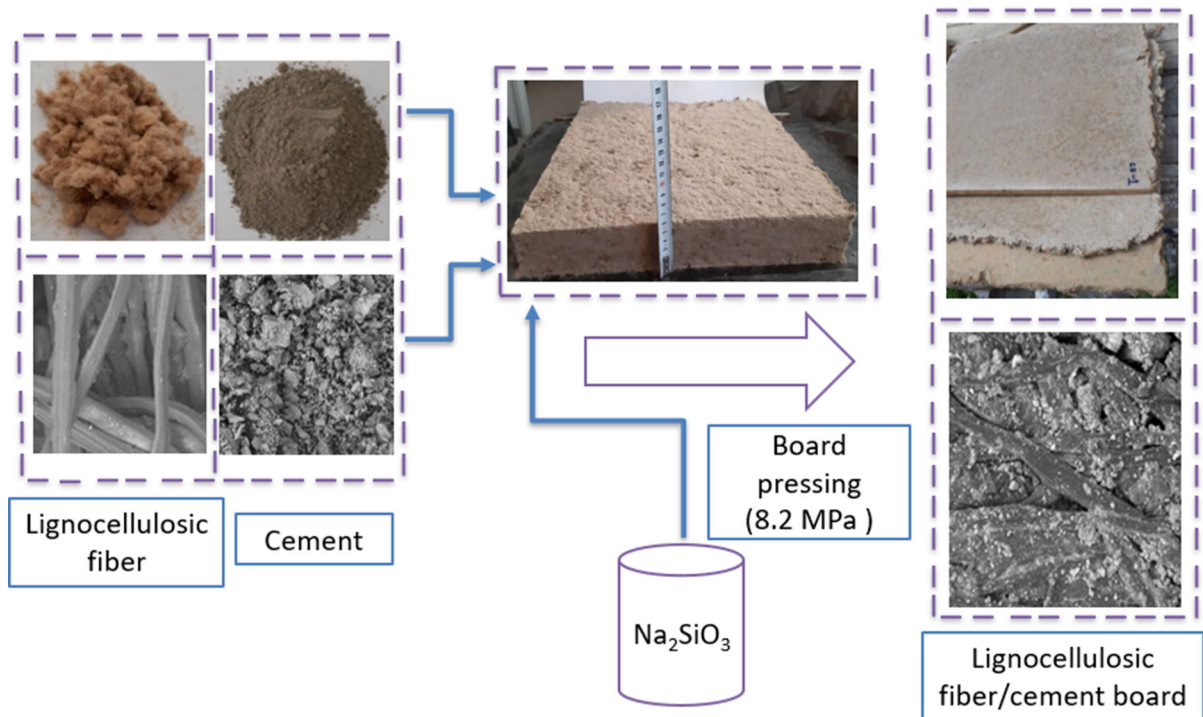 Lignocellulosic
fiber
Cement
Board
pressing
(8.2 MPa )
Na₂SiO₃
Lignocellulosic
fiber/cement board